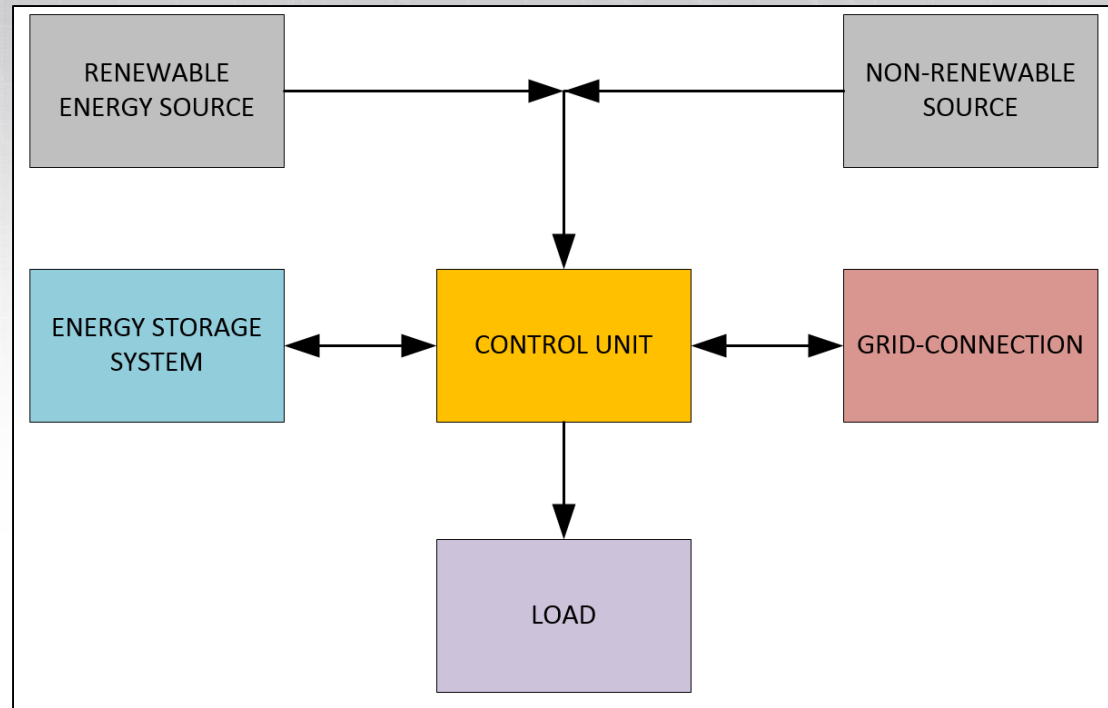 RENEWABLE
ENERGY SOURCE
NON-RENEWABLE
SOURCE
ENERGY STORAGE
SYSTEM
CONTROL UNIT
GRID-CONNECTION
LOAD